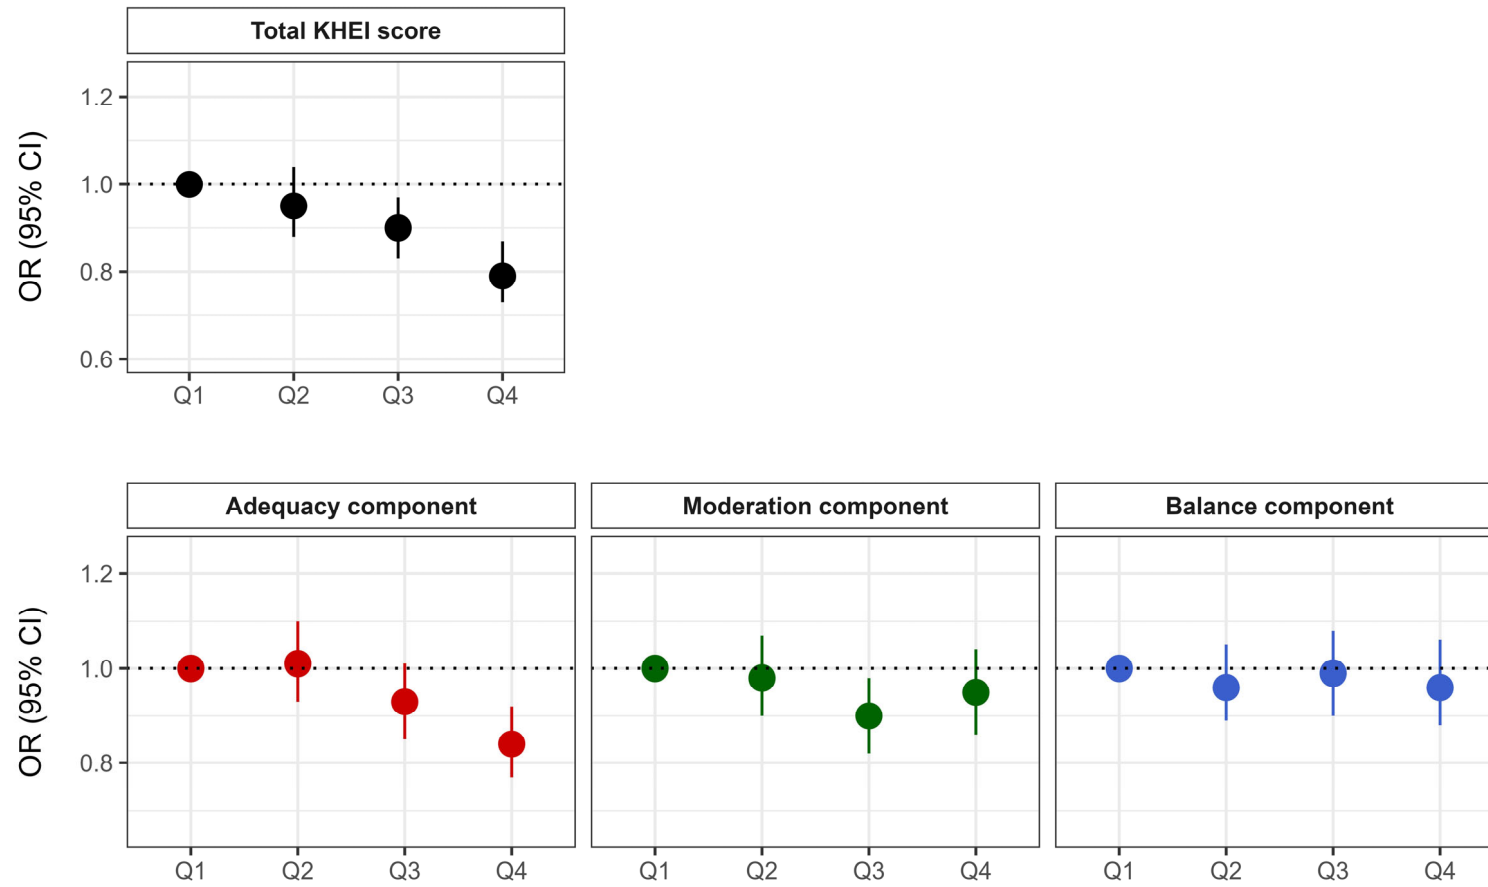 Total KHEI score
OR (95% CI)
1.2
1.0
0.8
0.6
Q1 Q2 Q3 Q4
Adequacy component Moderation component Balance component
OR (95% CI)
1.2
1.0
0.8
Q1 Q2 Q3 Q4 Q1 Q2 Q3 Q4 Q1 Q2 Q3 Q4